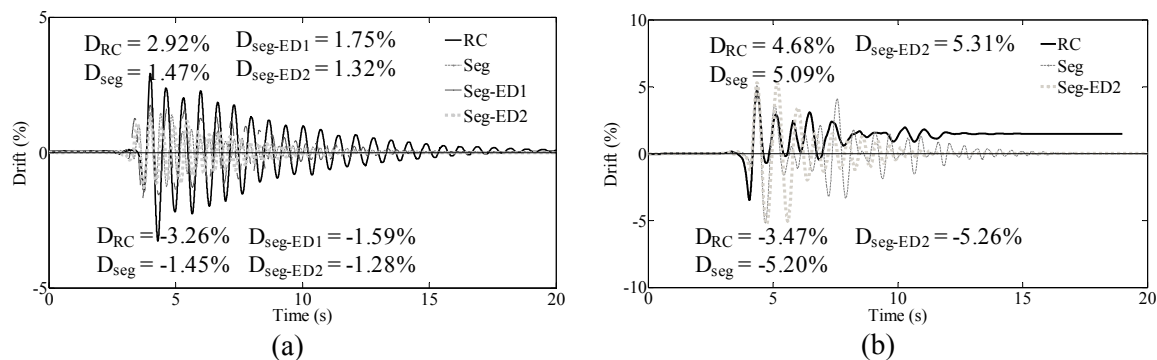 5
D_RC = 2.92% D_seg-ED1 = 1.75%
D_seg = 1.47% D_seg-ED2 = 1.32%
RC
Seg
Seg-ED1
Seg-ED2
Drift (%)
0
D_RC = -3.26% D_seg-ED1 = -1.59%
D_seg = -1.45% D_seg-ED2 = -1.28%
-5
0 5 10 15 20
Time (s)
(a)
10
D_RC = 4.68% D_seg-ED2 = 5.31%
D_seg = 5.09%
RC
Seg
Seg-ED2
5
Drift (%)
0
-5
D_RC = -3.47% D_seg-ED2 = -5.26%
D_seg = -5.20%
-10
0 5 10 15 20
Time (s)
(b)